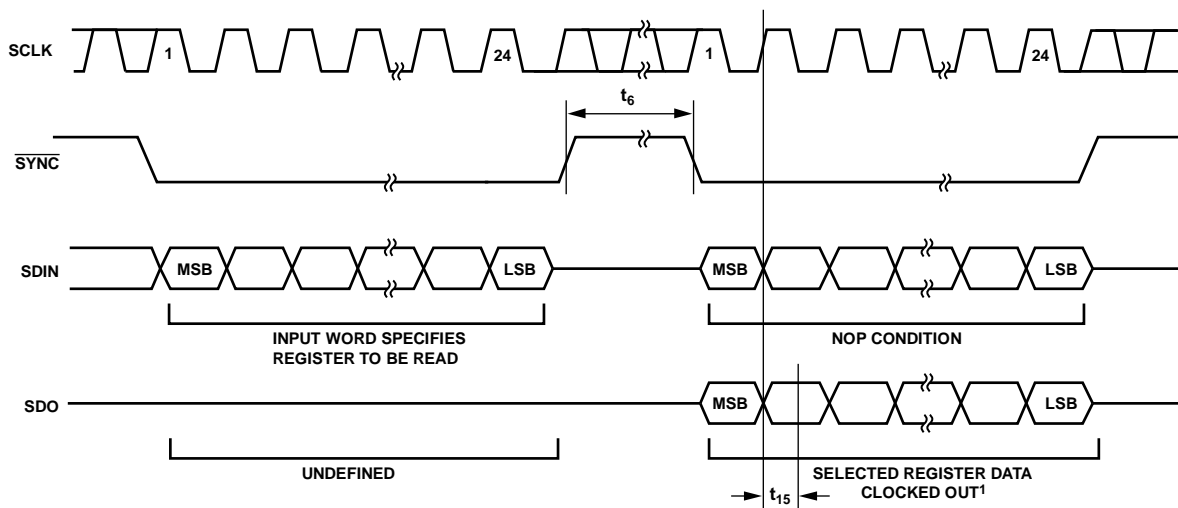 SCLK
1
24
1
24
t6
SYNC
SDIN
MSB
LSB
MSB
LSB
INPUT WORD SPECIFIES
REGISTER TO BE READ
NOP CONDITION
SDO
MSB
LSB
UNDEFINED
SELECTED REGISTER DATA
CLOCKED OUT1
t15